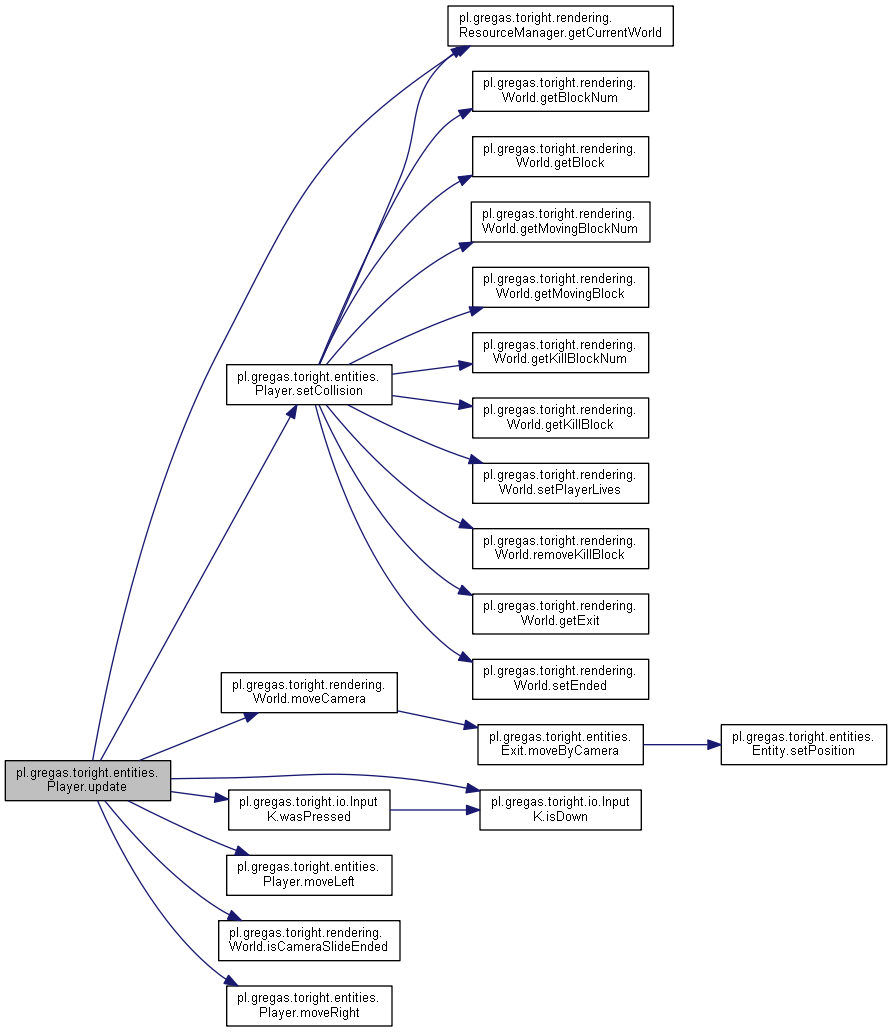 pl.gregas.toright.rendering.
ResourceManager.getCurrentWorld
pl.gregas.toright.rendering.
World.getBlockNum
pl.gregas.toright.rendering.
World.getBlock
pl.gregas.toright.rendering.
World.getMovingBlockNum
pl.gregas.toright.rendering.
World.getMovingBlock
pl.gregas.toright.rendering.
World.getKillBlockNum
pl.gregas.toright.entities.
Player.setCollision
pl.gregas.toright.rendering.
World.getKillBlock
pl.gregas.toright.rendering.
World.setPlayerLives
pl.gregas.toright.rendering.
World.removeKillBlock
pl.gregas.toright.rendering.
World.getExit
pl.gregas.toright.rendering.
World.setEnded
pl.gregas.toright.rendering.
World.moveCamera
pl.gregas.toright.entities.
Exit.moveByCamera
pl.gregas.toright.entities.
Entity.setPosition
pl.gregas.toright.entities.
Player.update
pl.gregas.toright.io.Input
K.wasPressed
pl.gregas.toright.io.Input
K.isDown
pl.gregas.toright.entities.
Player.moveLeft
pl.gregas.toright.rendering.
World.isCameraSlideEnded
pl.gregas.toright.entities.
Player.moveRight